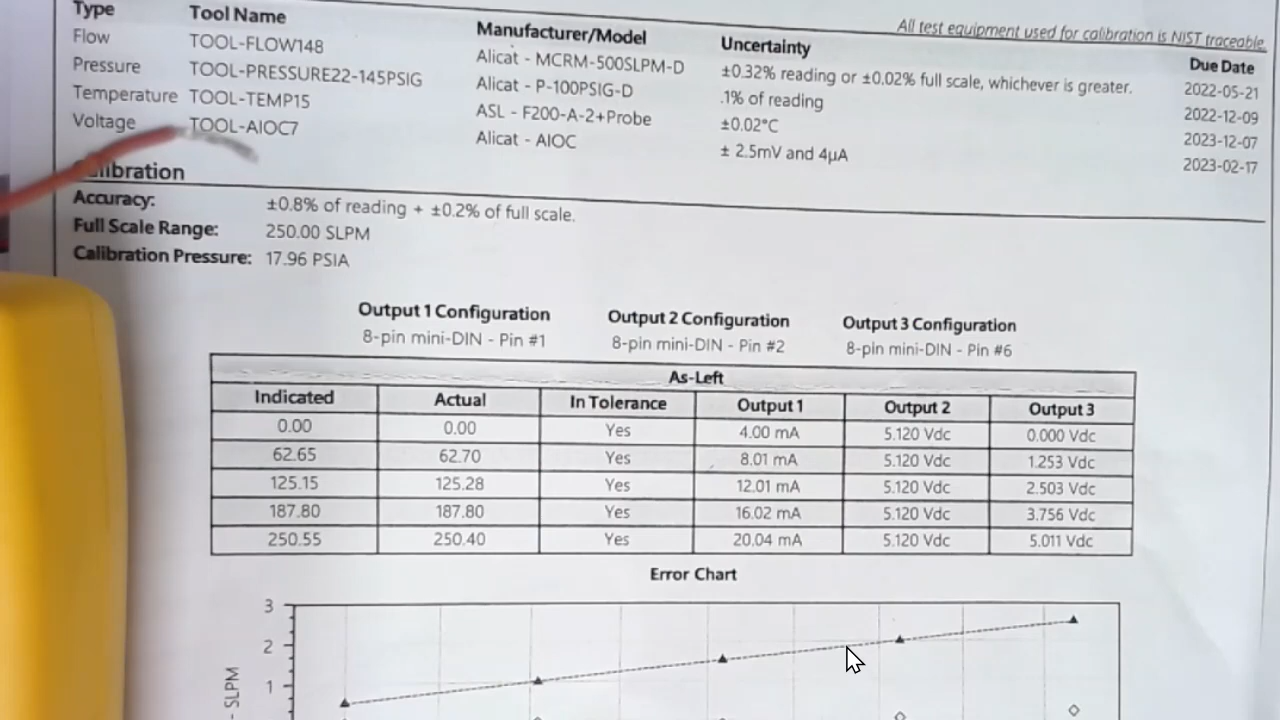 All test equipment used for calibration is NIST traceable.
Type Tool Name Manufacturer/Model Uncertainty Due Date
Flow TOOL-FLOW148 Alicat - MCRM-500SLPM-D ±0.32% reading or ±0.02% full scale, whichever is greater. 2022-05-21
Pressure TOOL-PRESSURE22-145PSIG Alicat - P-100PSIG-D .1% of reading 2022-12-09
Temperature TOOL-TEMP15 ASL - F200-A-2+Probe ±0.02°C 2023-12-07
Voltage TOOL-AIOC7 Alicat - AIOC ± 2.5mV and 4µA 2023-02-17
Calibration
Accuracy: ±0.8% of reading + ±0.2% of full scale.
Full Scale Range: 250.00 SLPM
Calibration Pressure: 17.96 PSIA
Output 1 Configuration Output 2 Configuration Output 3 Configuration
8-pin mini-DIN - Pin #1 8-pin mini-DIN - Pin #2 8-pin mini-DIN - Pin #6
As-Left
Indicated Actual In Tolerance Output 1 Output 2 Output 3
0.00 0.00 Yes 4.00 mA 5.120 Vdc 0.000 Vdc
62.65 62.70 Yes 8.01 mA 5.120 Vdc 1.253 Vdc
125.15 125.28 Yes 12.01 mA 5.120 Vdc 2.503 Vdc
187.80 187.80 Yes 16.02 mA 5.120 Vdc 3.756 Vdc
250.55 250.40 Yes 20.04 mA 5.120 Vdc 5.011 Vdc
Error Chart
3
2
1
- SLPM